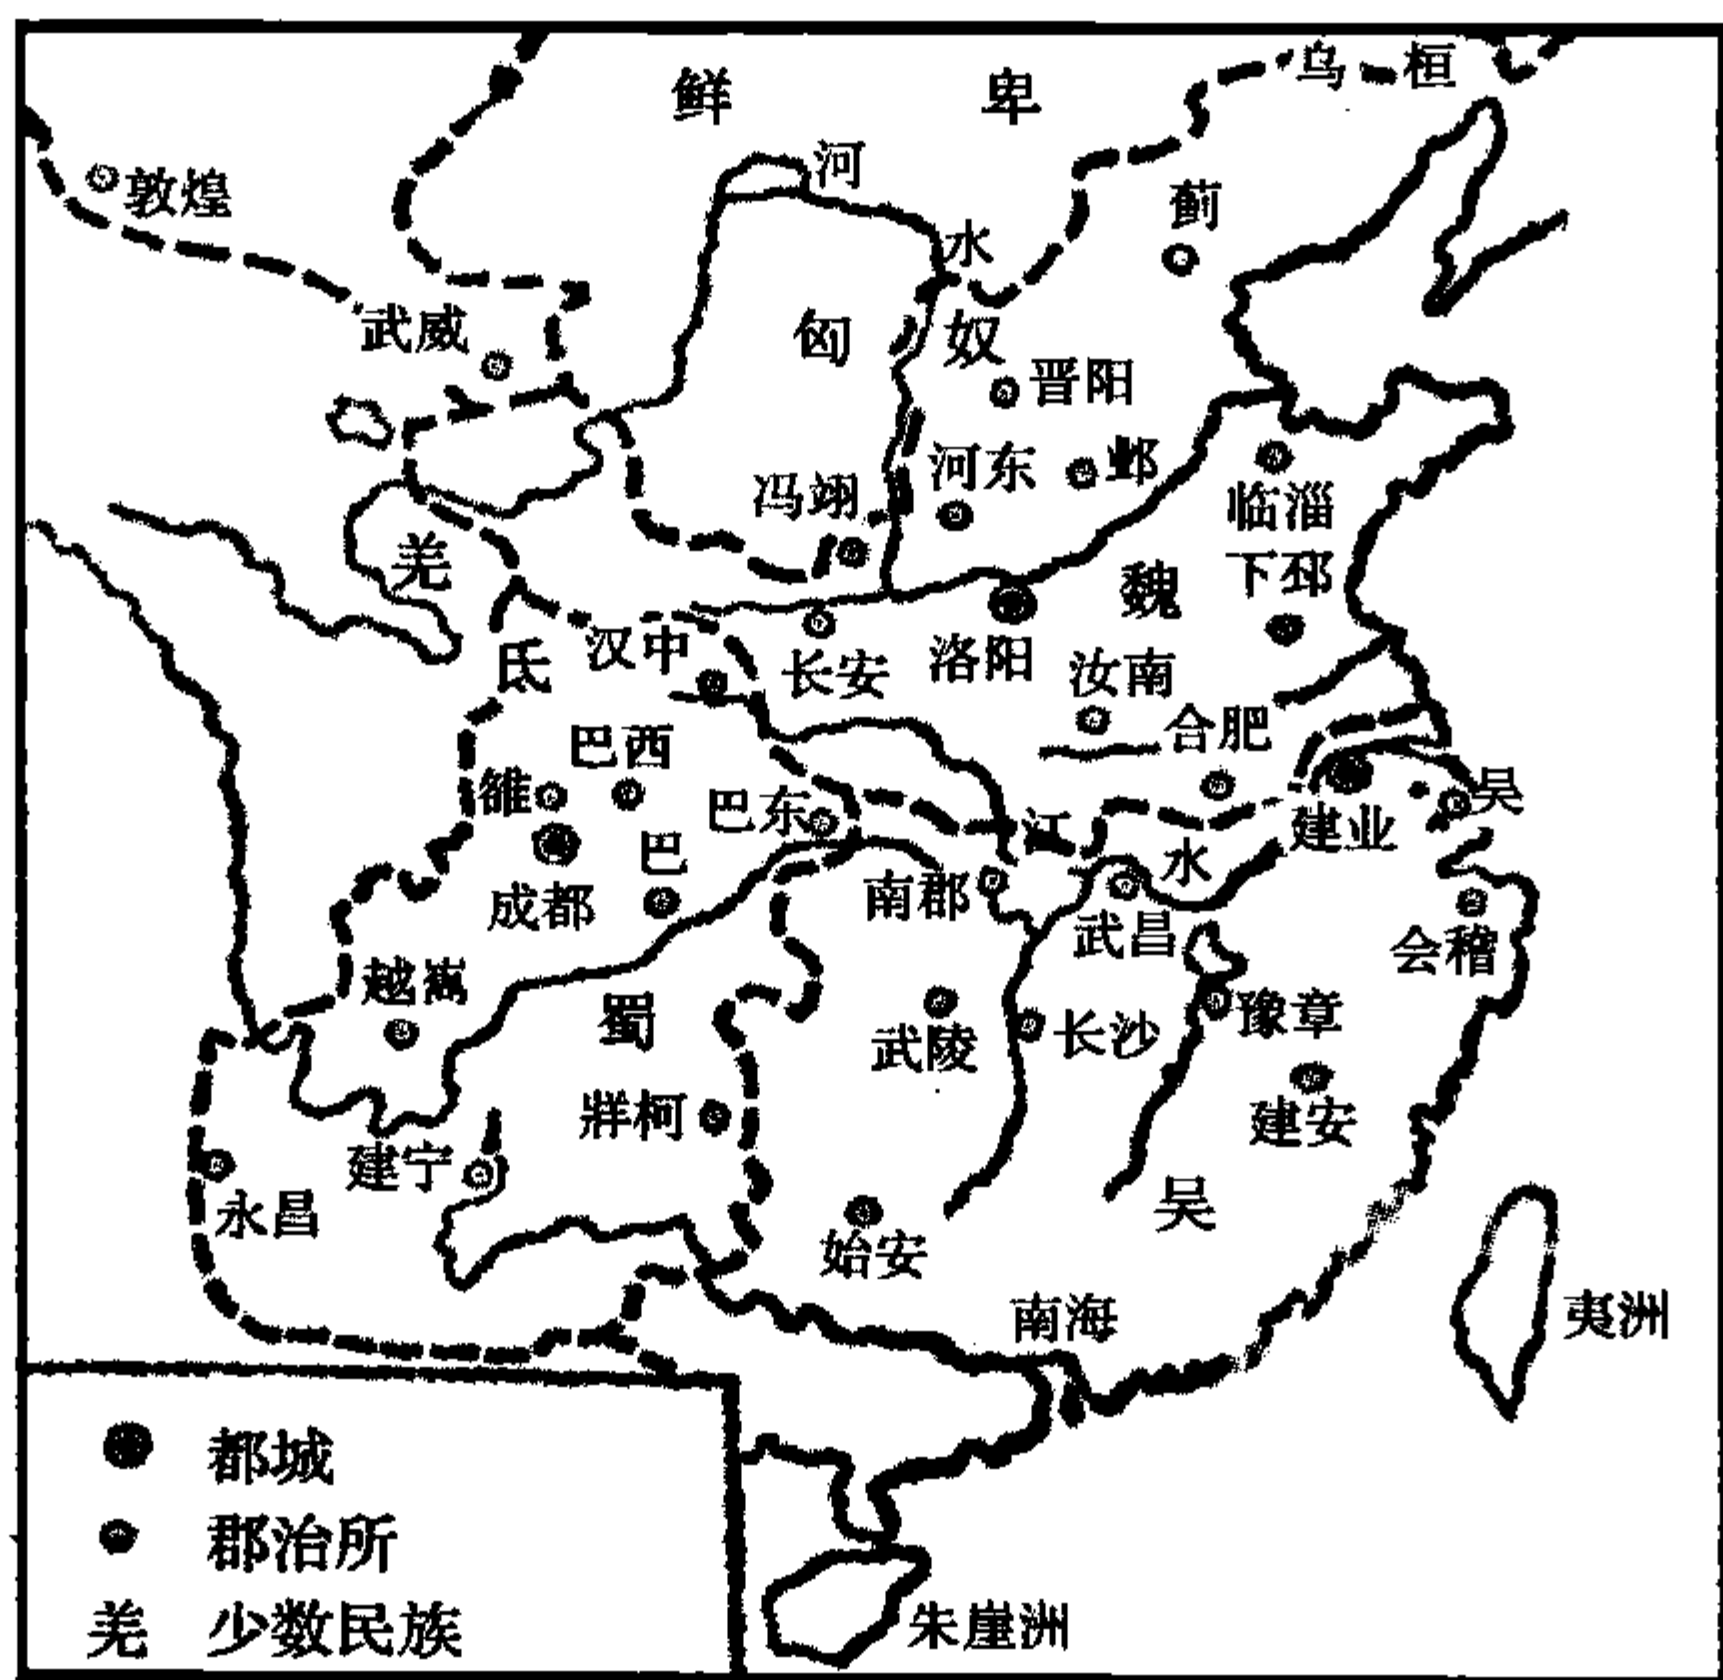 鲜卑
乌桓
河水
敦煌
蓟
武威
匈奴
晋阳
河东
邺
冯翊
临淄
羌
魏
下邳
氐
汉中
长安
洛阳
汝南
合肥
巴西
雒
巴东
江水
建业
吴
成都
巴
南郡
武昌
会稽
越嶲
蜀
武陵
长沙
豫章
牂柯
建安
建宁
永昌
吴
始安
南海
夷洲
都城
郡治所
羌 少数民族
朱崖洲